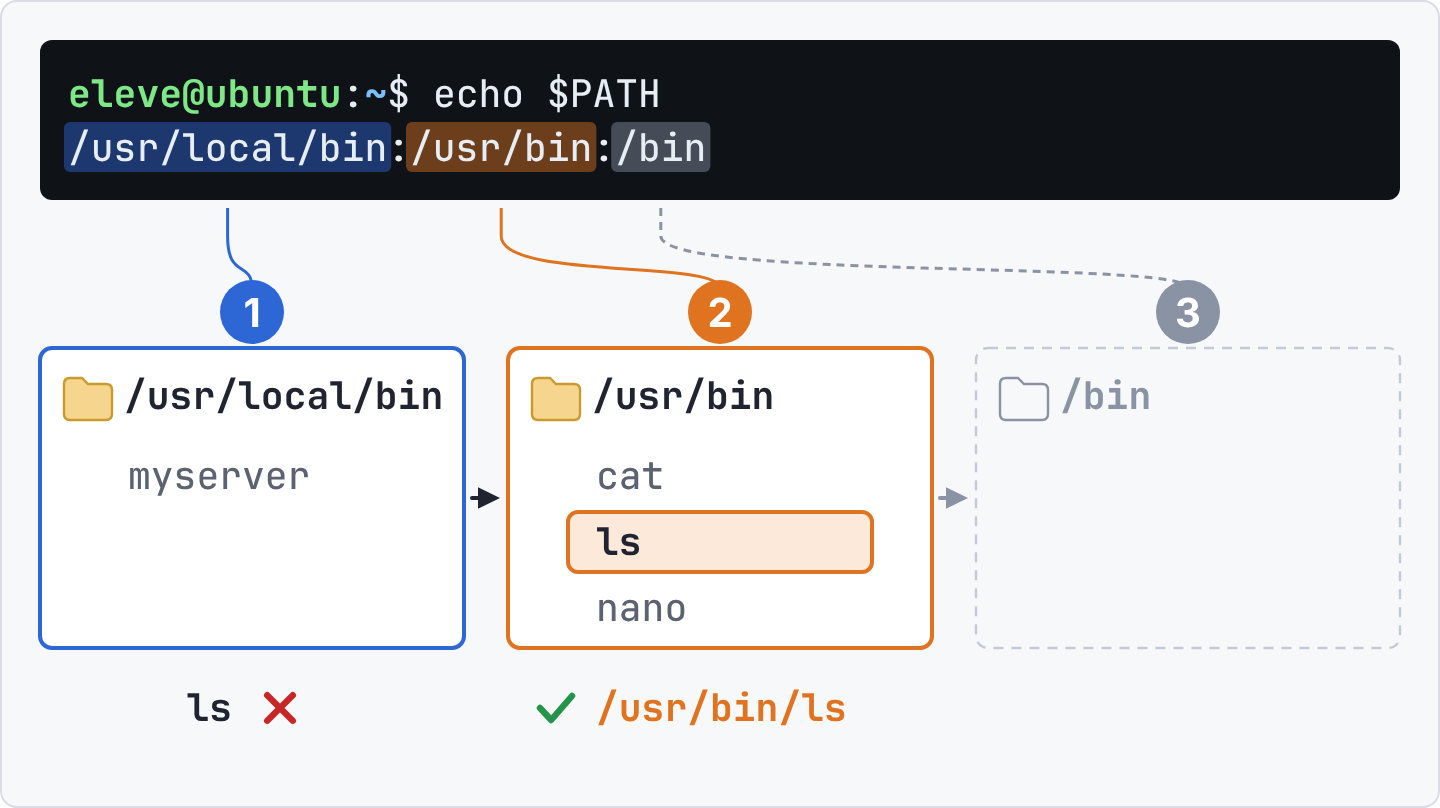 eleve@ubuntu:~$ echo $PATH
/usr/local/bin:/usr/bin:/bin
1
2
3
/usr/local/bin
myserver
/usr/bin
cat
ls
nano
/bin
ls
/usr/bin/ls